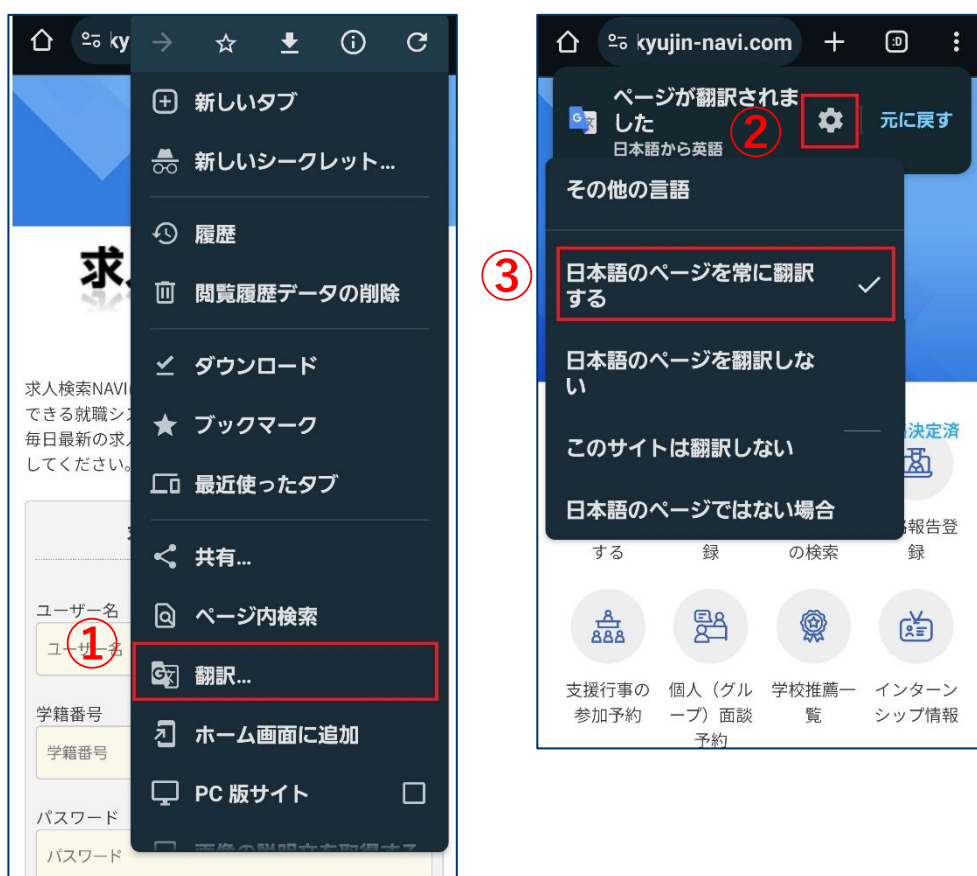 ky
新しいタブ
新しいシークレット...
履歴
閲覧履歴データの削除
ダウンロード
ブックマーク
最近使ったタブ
共有...
ページ内検索
翻訳...
ホーム画面に追加
PC 版サイト
画像の説明文を取得する
求
求人検索NAVI
できる就職シ
毎日最新の求
してください。
ユーザー名
ユーザー名
①
学籍番号
学籍番号
パスワード
パスワード
kyujin-navi.com
:D
ページが翻訳されま
した
日本語から英語
②
元に戻す
その他の言語
③
日本語のページを常に翻訳
する
日本語のページを翻訳しな
い
このサイトは翻訳しない
日本語のページではない場合
決定済
報告登
する
録
の検索
録
支援行事の
参加予約
個人（グル
ープ）面談
予約
学校推薦一
覧
インターン
シップ情報